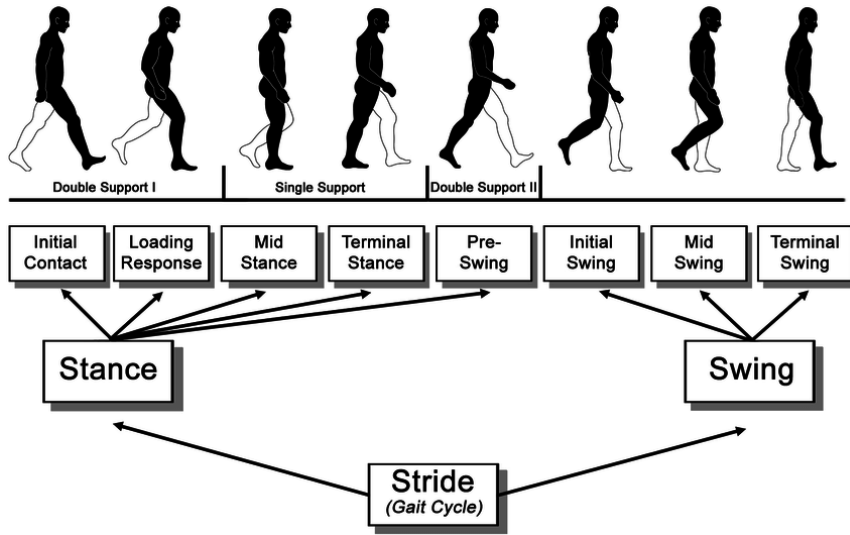 Double Support I
Single Support
Double Support II
Initial
Contact
Loading
Response
Mid
Stance
Terminal
Stance
Pre-
Swing
Initial
Swing
Mid
Swing
Terminal
Swing
Stance
Swing
Stride
(Gait Cycle)